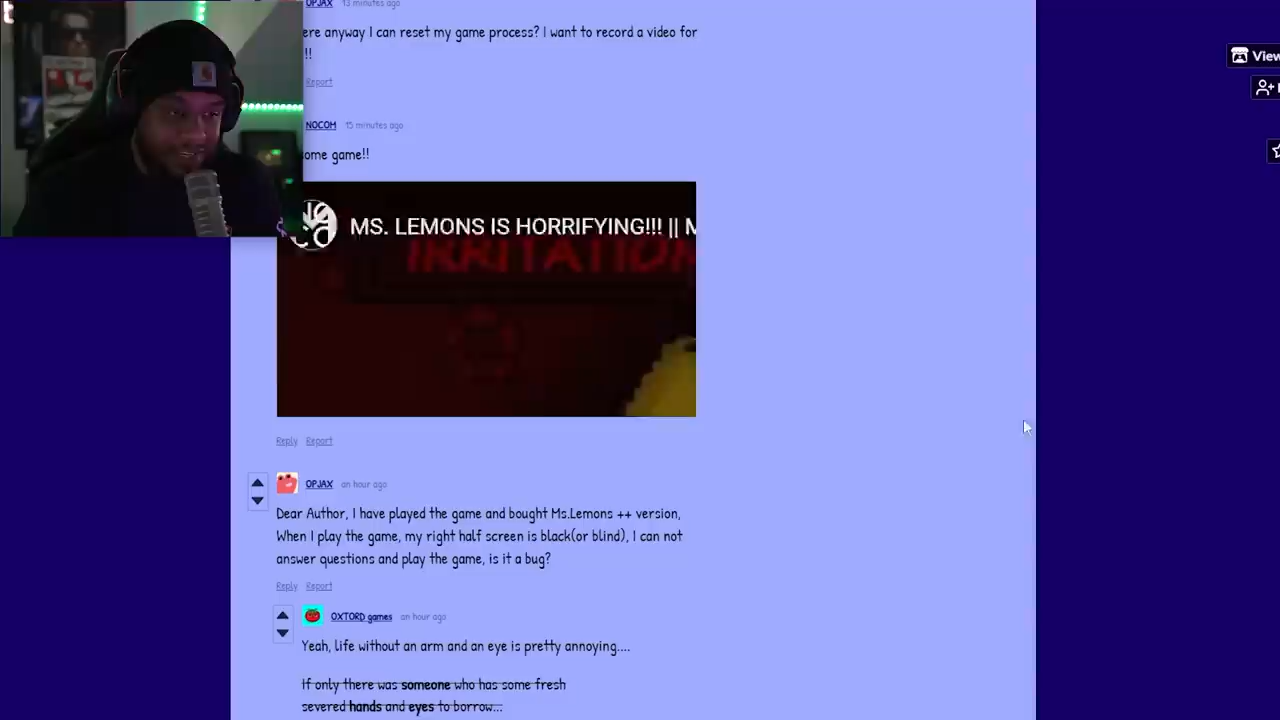 OPJAX 13 minutes ago
ere anyway I can reset my game process? I want to record a video for
!!
Report
View
NOCOM 15 minutes ago
ome game!!
MS. LEMONS IS HORRIFYING!!! || M
IRRITATION
Reply Report
OPJAX an hour ago
Dear Author, I have played the game and bought Ms.Lemons ++ version,
When I play the game, my right half screen is black(or blind), I can not
answer questions and play the game, is it a bug?
Reply Report
OXTORD games an hour ago
Yeah, life without an arm and an eye is pretty annoying....
If only there was someone who has some fresh
severed hands and eyes to borrow...